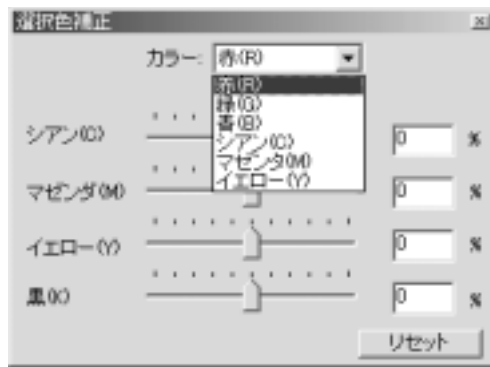 選択色補正
カラー: 赤(R)
赤(R)
緑(G)
青(B)
シアン(C)
マゼンタ(M)
イエロー(Y)
シアン(C) 0 %
マゼンダ(M) 0 %
イエロー(Y) 0 %
黒(K) 0 %
リセット